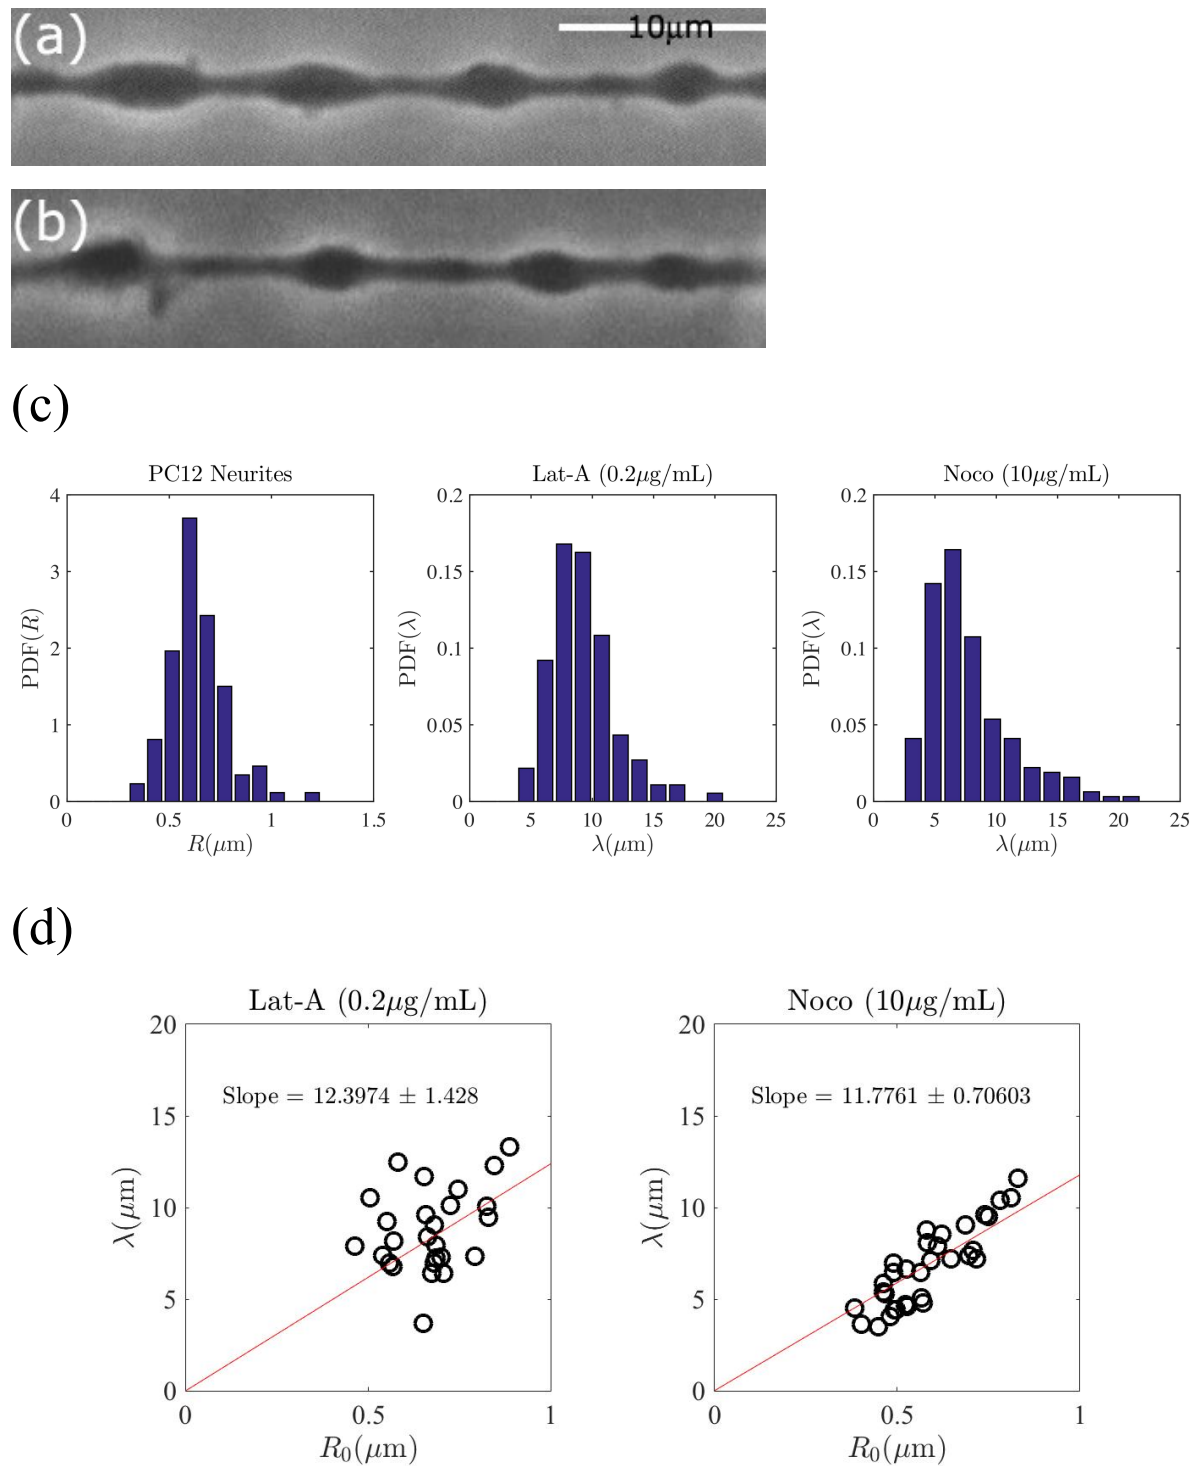 (a)
10μm
(b)
(c)
PC12 Neurites
4
3
2
1
0
PDF(R)
0 0.5 1 1.5
R(μm)
Lat-A (0.2μg/mL)
0.2
0.15
0.1
0.05
0
PDF(λ)
0 5 10 15 20 25
λ(μm)
Noco (10μg/mL)
0.2
0.15
0.1
0.05
0
PDF(λ)
0 5 10 15 20 25
λ(μm)
(d)
Lat-A (0.2μg/mL)
20
15
10
5
0
λ(μm)
Slope = 12.3974 ± 1.428
0 0.5 1
R₀(μm)
Noco (10μg/mL)
20
15
10
5
0
λ(μm)
Slope = 11.7761 ± 0.70603
0 0.5 1
R₀(μm)